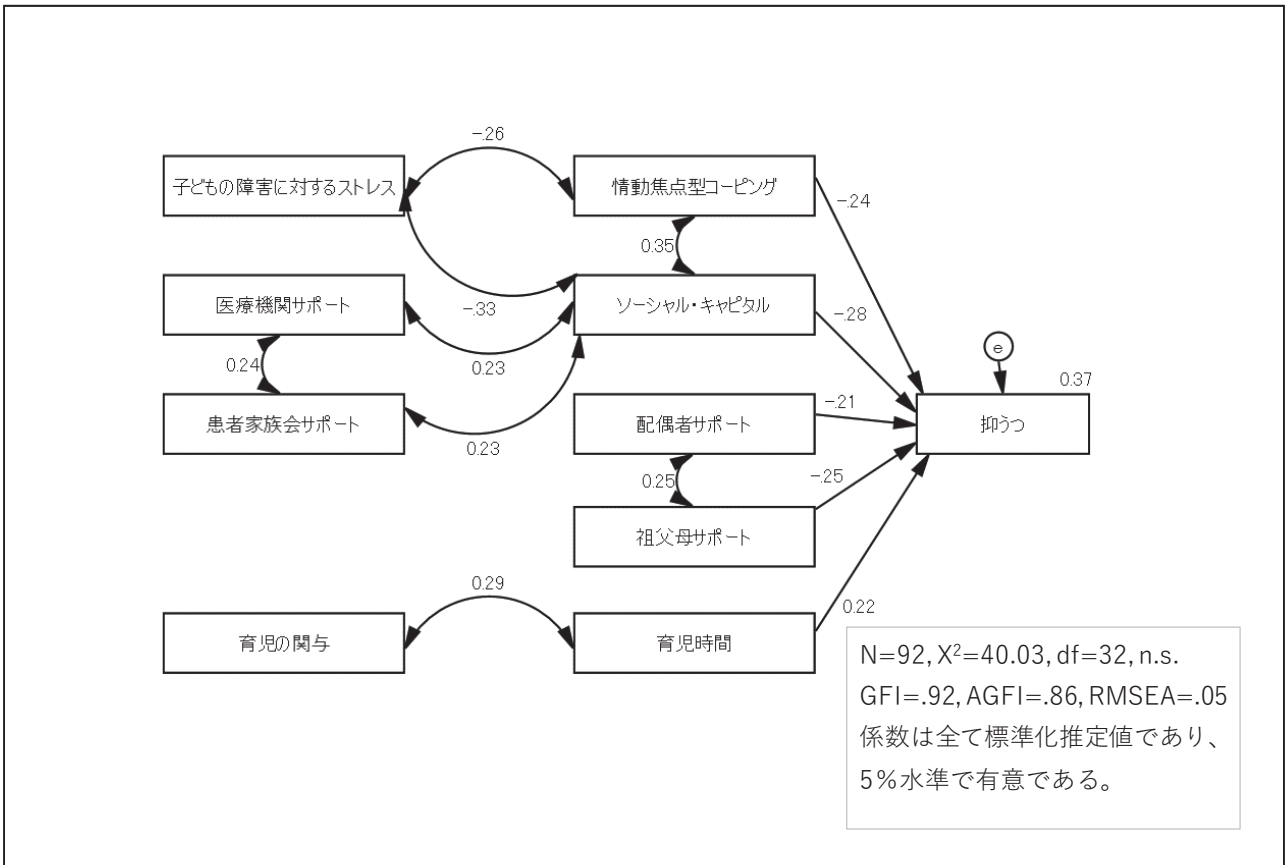 -.26
子どもの障害に対するストレス
情動焦点型コーピング
-.24
0.35
医療機関サポート
-.33
ソーシャル・キャピタル
-.28
0.24
0.23
e
0.37
患者家族会サポート
0.23
配偶者サポート
-.21
抑うつ
0.25
-.25
祖父母サポート
0.29
0.22
育児の関与
育児時間
N=92, X²=40.03, df=32, n.s.
GFI=.92, AGFI=.86, RMSEA=.05
係数は全て標準化推定値であり、
5%水準で有意である。